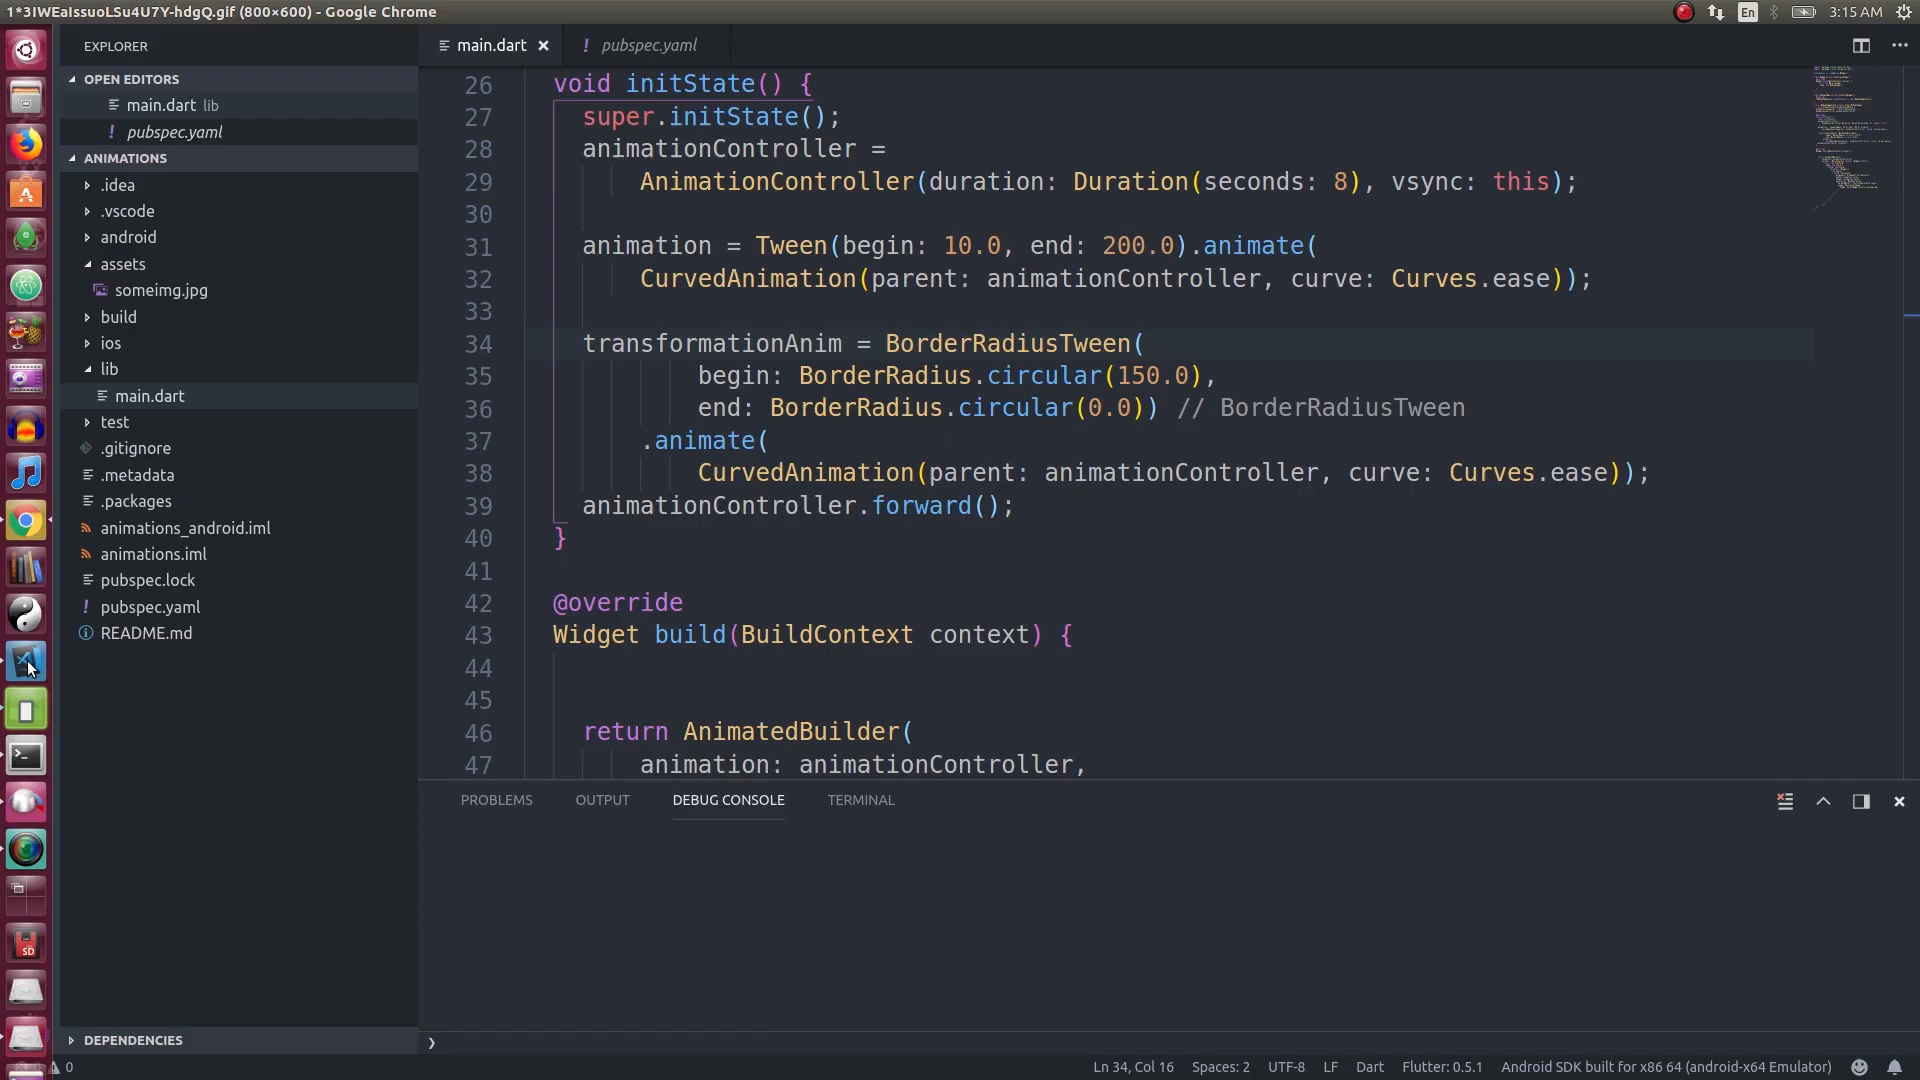 1*3IWEaIssuoLSu4U7Y-hdgQ.gif (800×600) - Google Chrome
En
3:15 AM
EXPLORER
OPEN EDITORS
main.dart lib
! pubspec.yaml
ANIMATIONS
.idea
.vscode
android
assets
someimg.jpg
build
ios
lib
main.dart
test
.gitignore
.metadata
.packages
animations_android.iml
animations.iml
pubspec.lock
! pubspec.yaml
README.md
DEPENDENCIES
main.dart ×
! pubspec.yaml
26 void initState() {
27 super.initState();
28 animationController =
29 AnimationController(duration: Duration(seconds: 8), vsync: this);
30
31 animation = Tween(begin: 10.0, end: 200.0).animate(
32 CurvedAnimation(parent: animationController, curve: Curves.ease));
33
34 transformationAnim = BorderRadiusTween(
35 begin: BorderRadius.circular(150.0),
36 end: BorderRadius.circular(0.0)) // BorderRadiusTween
37 .animate(
38 CurvedAnimation(parent: animationController, curve: Curves.ease));
39 animationController.forward();
40 }
41
42 @override
43 Widget build(BuildContext context) {
44
45
46 return AnimatedBuilder(
47 animation: animationController,
PROBLEMS OUTPUT DEBUG CONSOLE TERMINAL
SD
0
Ln 34, Col 16 Spaces: 2 UTF-8 LF Dart Flutter: 0.5.1 Android SDK built for x86 64 (android-x64 Emulator)